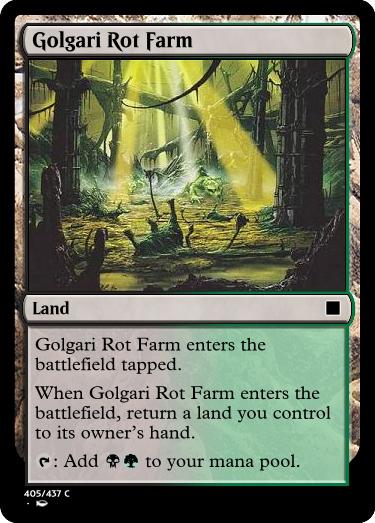 Golgari Rot Farm
Land
Golgari Rot Farm enters the
battlefield tapped.
When Golgari Rot Farm enters the
battlefield, return a land you control
to its owner's hand.
: Add to your mana pool.
405/437 C